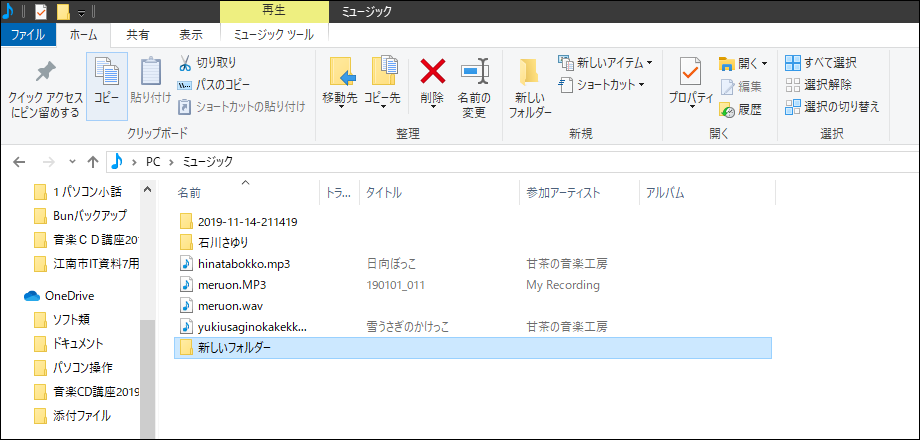 再生
ミュージック
ファイル
ホーム
共有
表示
ミュージック ツール
クイック アクセス
にピン留めする
コピー
貼り付け
切り取り
パスのコピー
ショートカットの貼り付け
クリップボード
移動先
コピー先
削除
名前の
変更
整理
新しい
フォルダー
新しいアイテム
ショートカット
新規
プロパティ
開く
編集
履歴
開く
すべて選択
選択解除
選択の切り替え
選択
PC
ミュージック
1 パソコン小話
Bunバックアップ
音楽CD講座201
江南市IT資料7用
OneDrive
ソフト類
ドキュメント
パソコン操作
音楽CD講座2019
添付ファイル
名前
トラ...
タイトル
参加アーティスト
アルバム
2019-11-14-211419
石川さゆり
hinatabokko.mp3
日向ぼっこ
甘茶の音楽工房
meruon.MP3
190101_011
My Recording
meruon.wav
yukiusaginokakekk...
雪うさぎのかけっこ
甘茶の音楽工房
新しいフォルダー